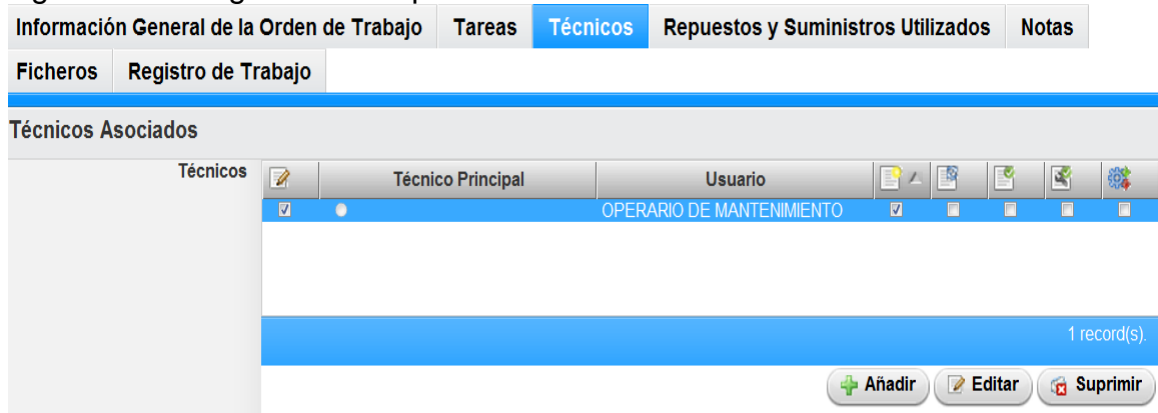 Información General de la Orden de Trabajo Tareas Técnicos Repuestos y Suministros Utilizados Notas
Ficheros Registro de Trabajo
Técnicos Asociados
Técnicos Técnico Principal Usuario
OPERARIO DE MANTENIMIENTO
1 record(s).
Añadir Editar Suprimir